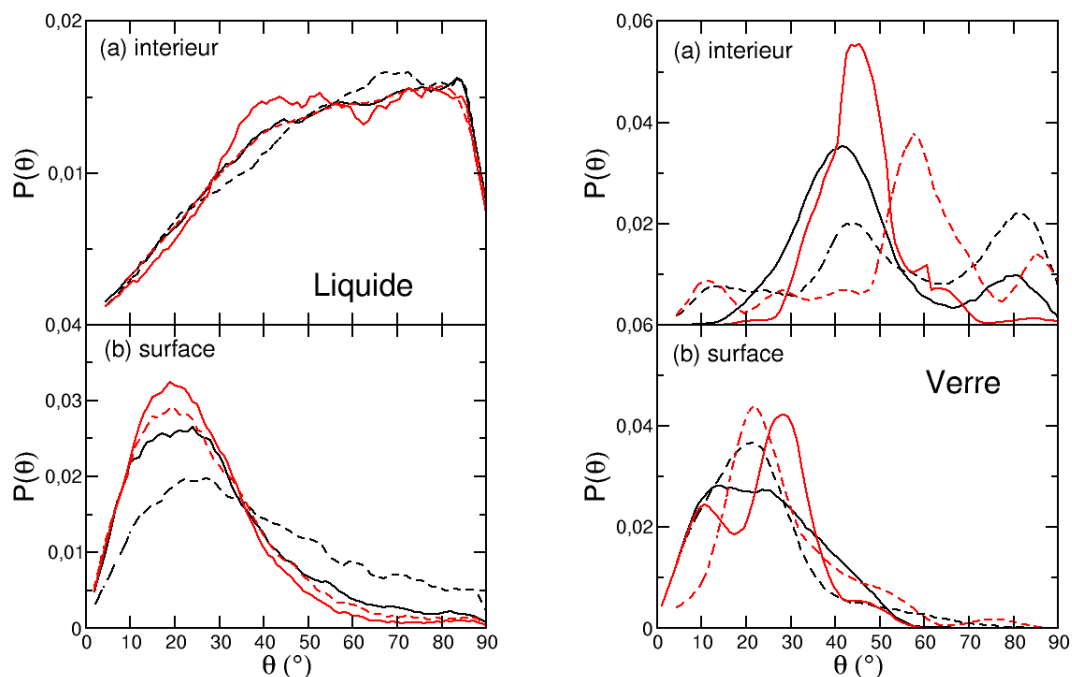 0,02
(a) interieur
0,01
P(θ)
Liquide
0,04
(b) surface
0,03
0,02
P(θ)
0,01
0
0 10 20 30 40 50 60 70 80 90
θ (°)
0,06
(a) interieur
0,04
P(θ)
0,02
0,06
(b) surface
Verre
0,04
P(θ)
0,02
0
0 10 20 30 40 50 60 70 80 90
θ (°)